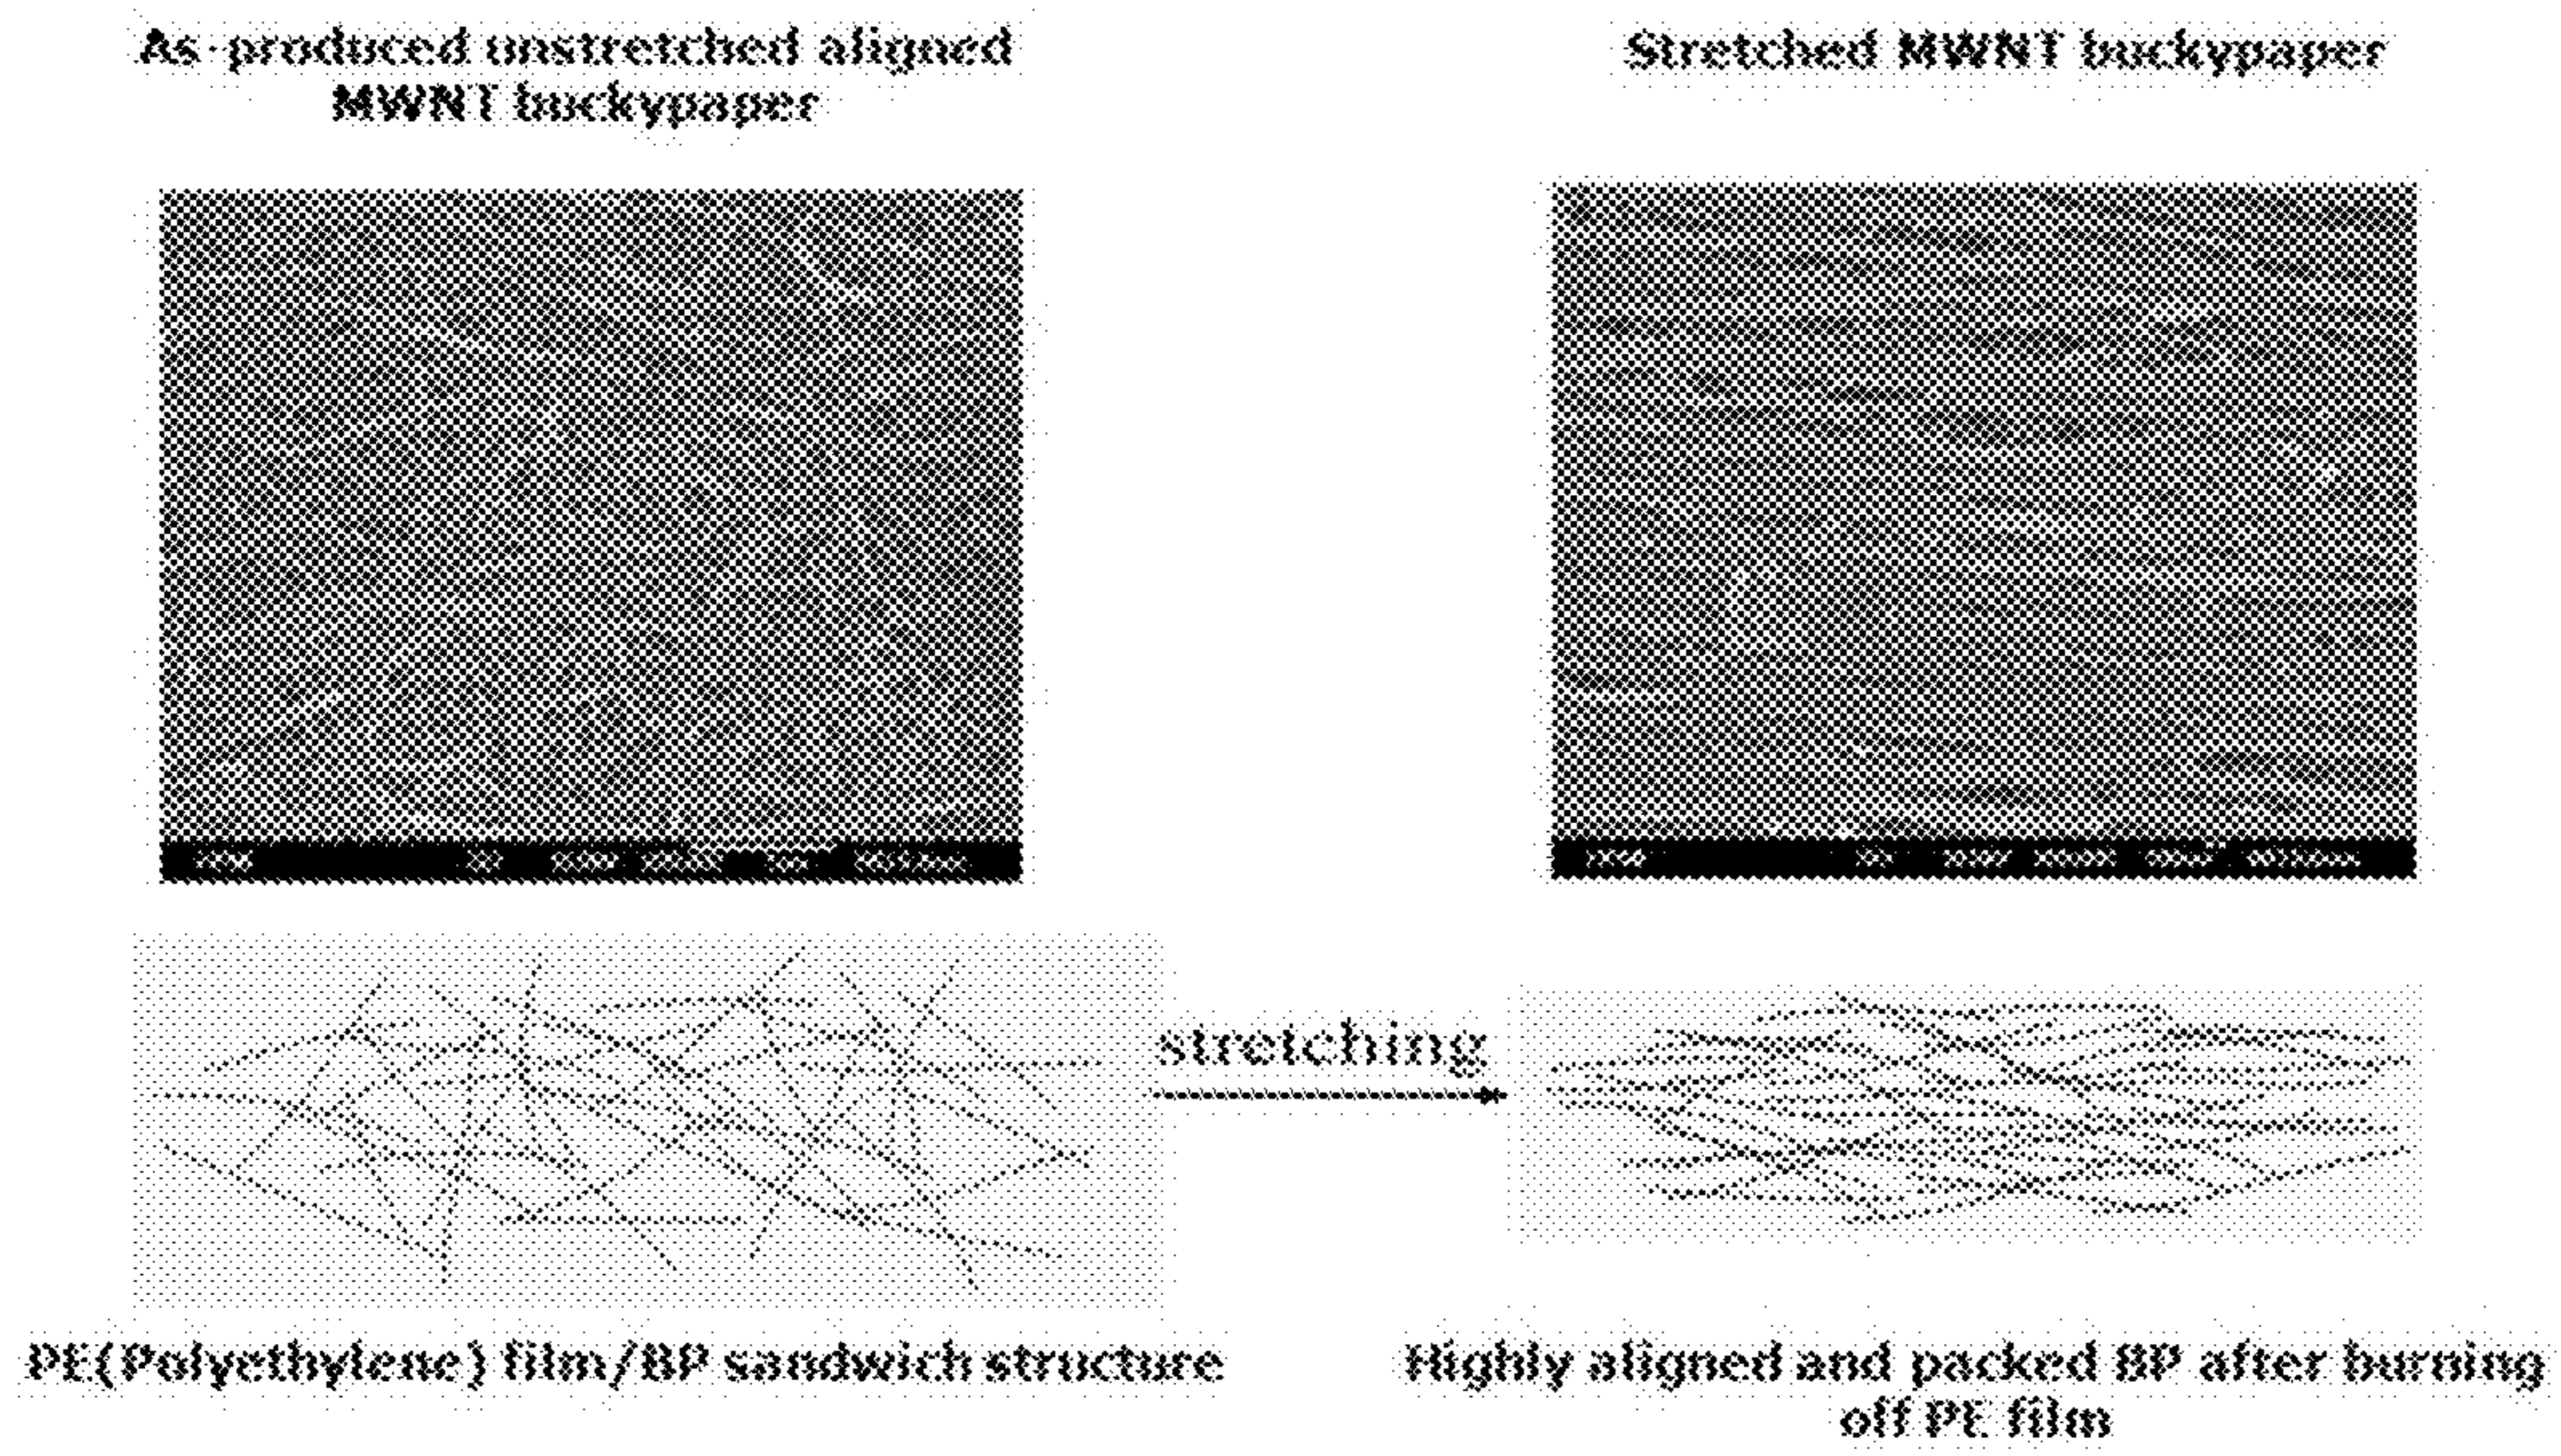 As-produced unstretched aligned
MWNT buckypaper
Stretched MWNT buckypaper
stretching
PE(Polyethylene) film/BP sandwich structure
Highly aligned and packed BP after burning
off PE film